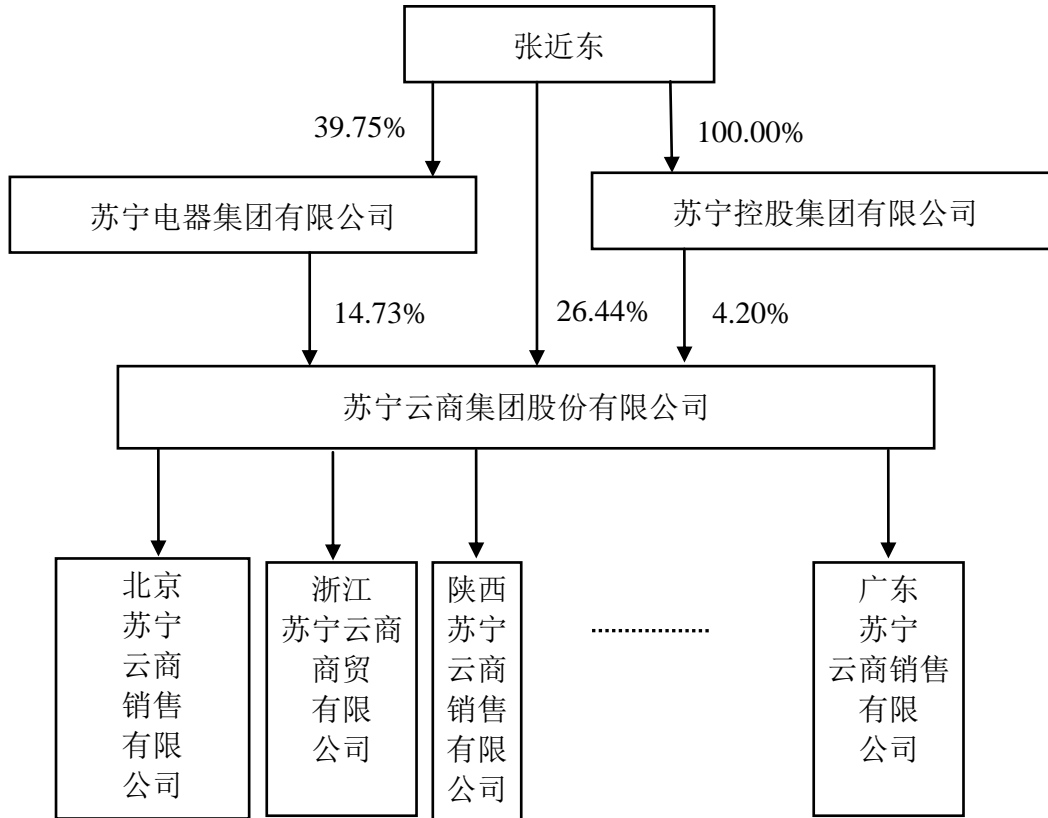 张近东
39.75%
100.00%
苏宁电器集团有限公司
苏宁控股集团有限公司
14.73%
26.44%
4.20%
苏宁云商集团股份有限公司
北京
苏宁
云商
销售
有限
公司
浙江
苏宁云商
商贸
有限
公司
陕西
苏宁
云商
销售
有限
公司
………………
广东
苏宁
云商销售
有限
公司